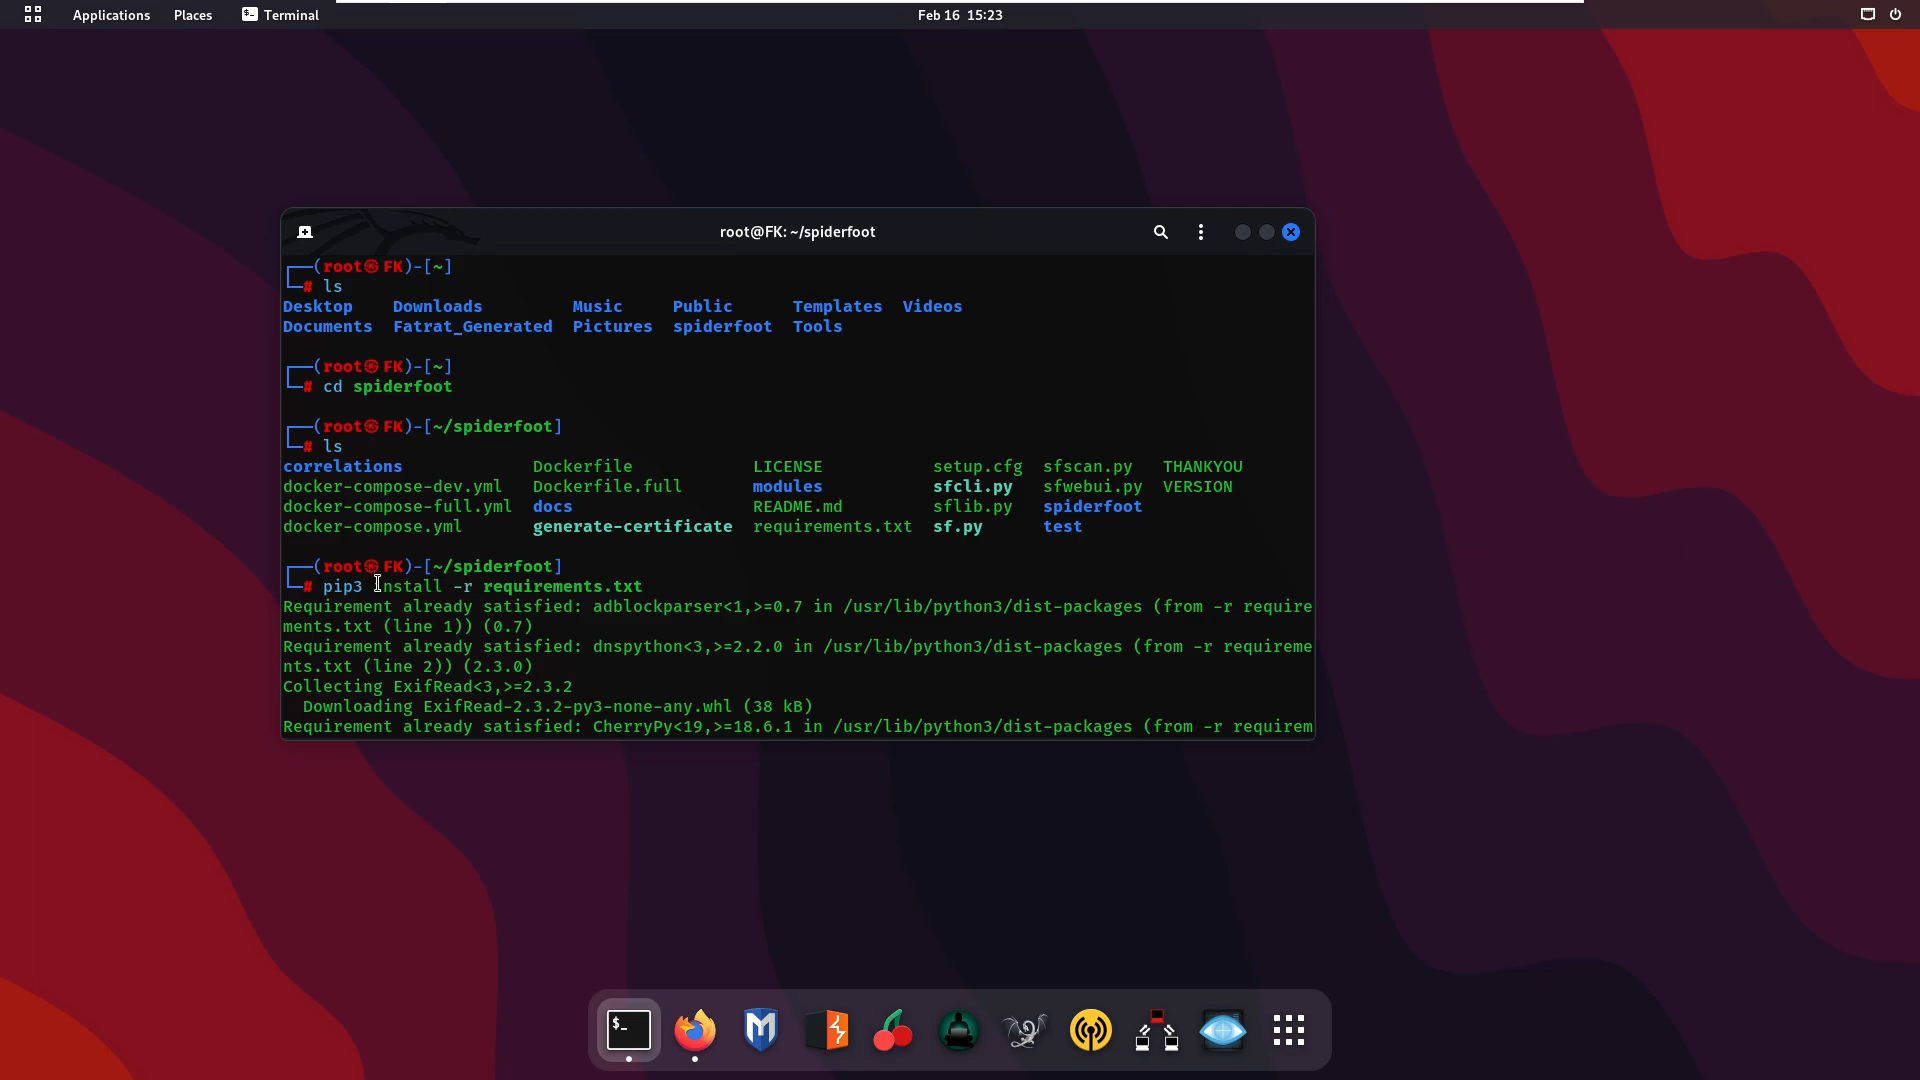 Applications Places Terminal Feb 16 15:23
root@FK: ~/spiderfoot
┌──(root㉿FK)-[~]
└─# ls
Desktop Downloads Music Public Templates Videos
Documents Fatrat_Generated Pictures spiderfoot Tools
┌──(root㉿FK)-[~]
└─# cd spiderfoot
┌──(root㉿FK)-[~/spiderfoot]
└─# ls
correlations Dockerfile LICENSE setup.cfg sfscan.py THANKYOU
docker-compose-dev.yml Dockerfile.full modules sfcli.py sfwebui.py VERSION
docker-compose-full.yml docs README.md sflib.py spiderfoot
docker-compose.yml generate-certificate requirements.txt sf.py test
┌──(root㉿FK)-[~/spiderfoot]
└─# pip3 install -r requirements.txt
Requirement already satisfied: adblockparser<1,>=0.7 in /usr/lib/python3/dist-packages (from -r require
ments.txt (line 1)) (0.7)
Requirement already satisfied: dnspython<3,>=2.2.0 in /usr/lib/python3/dist-packages (from -r requireme
nts.txt (line 2)) (2.3.0)
Collecting ExifRead<3,>=2.3.2
Downloading ExifRead-2.3.2-py3-none-any.whl (38 kB)
Requirement already satisfied: CherryPy<19,>=18.6.1 in /usr/lib/python3/dist-packages (from -r requirem
$_
M